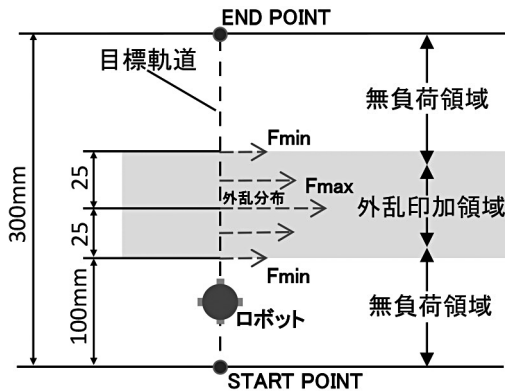 END POINT
目標軌道
無負荷領域
Fmin
25
外乱分布
Fmax
外乱印加領域
300mm
25
Fmin
100mm
ロボット
無負荷領域
START POINT